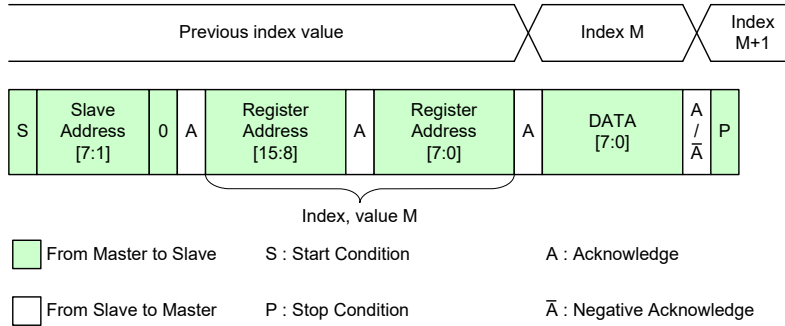 Previous index value
Index M
Index
M+1
S
Slave
Address
[7:1]
0
A
Register
Address
[15:8]
A
Register
Address
[7:0]
A
DATA
[7:0]
A
/
A̅
P
Index, value M
From Master to Slave
S : Start Condition
A : Acknowledge
From Slave to Master
P : Stop Condition
A̅ : Negative Acknowledge